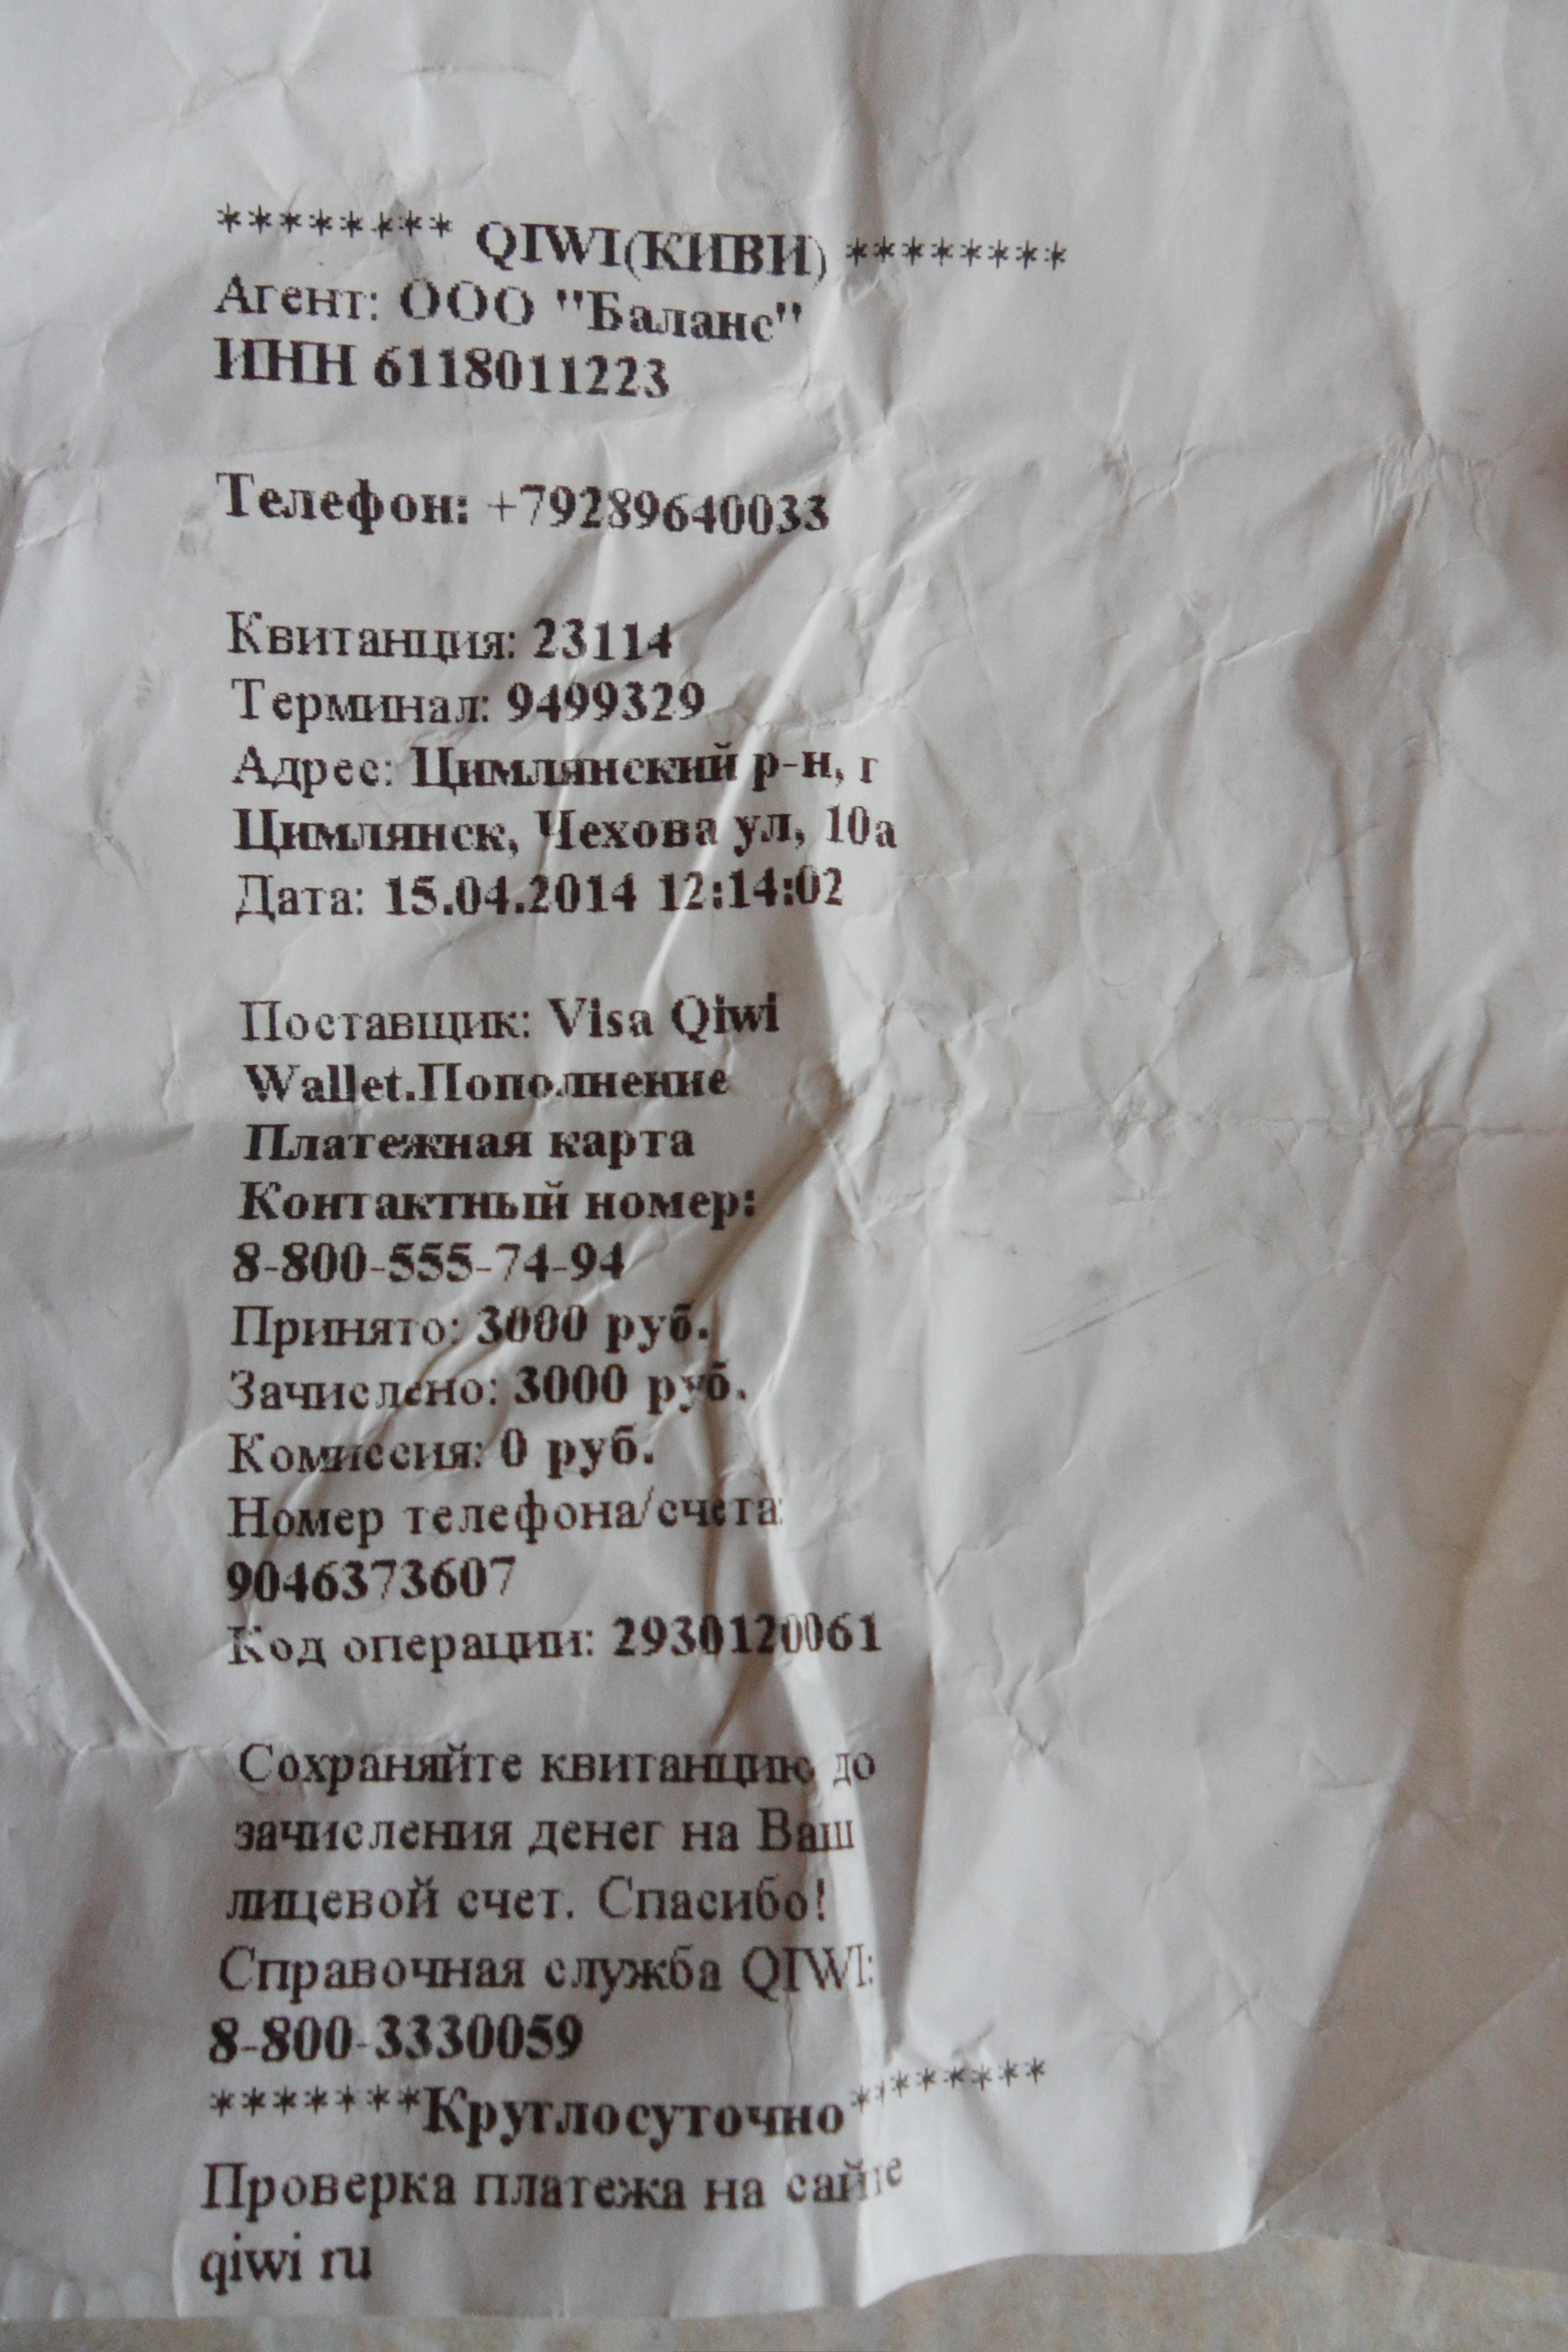 ******** QIWI(КИВИ) ********
Агент: ООО "Баланс"
ИНН 6118011223
Телефон: +79289640033
Квитанция: 23114
Терминал: 9499329
Адрес: Цимлянский р-н, г
Цимлянск, Чехова ул, 10а
Дата: 15.04.2014 12:14:02
Поставщик: Visa Qiwi
Wallet.Пополнение
Платежная карта
Контактный номер:
8-800-555-74-94
Принято: 3000 руб.
Зачислено: 3000 руб.
Комиссия: 0 руб.
Номер телефона/счета:
9046373607
Код операции: 2930120061
Сохраняйте квитанцию до
зачисления денег на Ваш
лицевой счет. Спасибо!
Справочная служба QIWI:
8-800-3330059
*******Круглосуточно********
Проверка платежа на сайте
qiwi ru